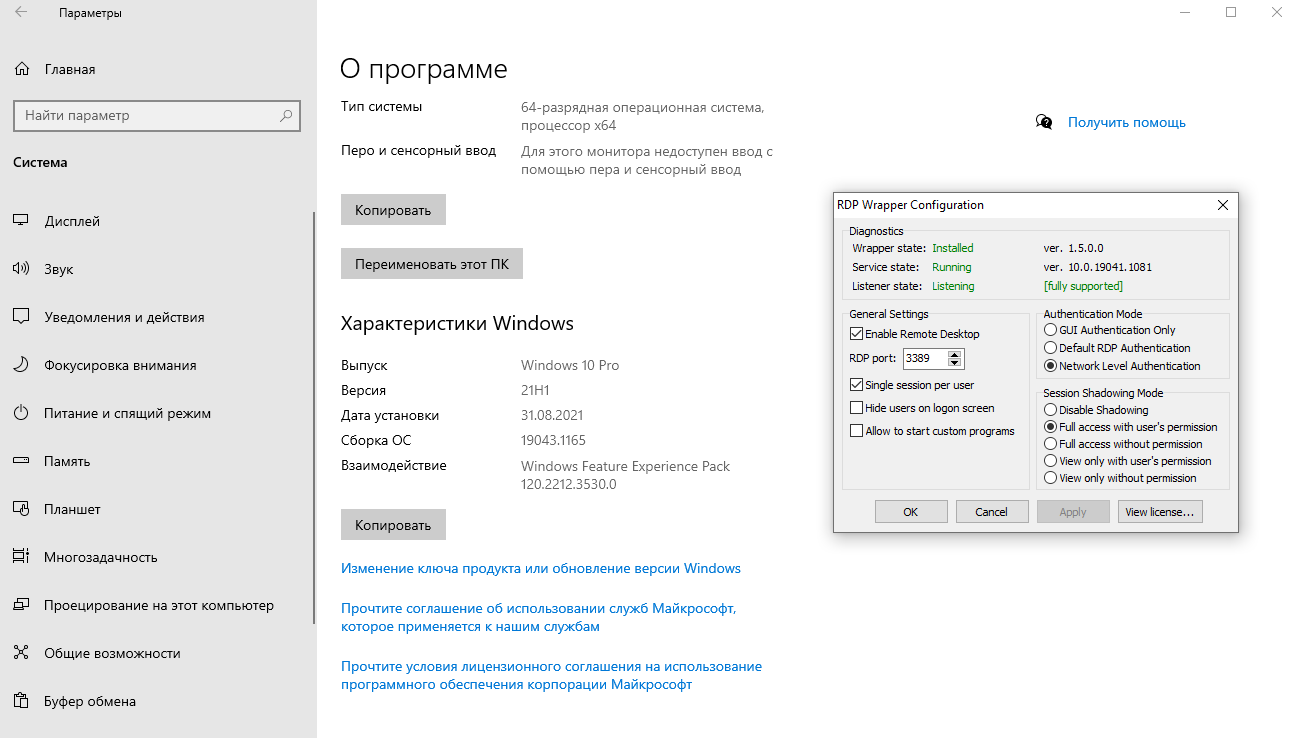 Параметры
Главная
Найти параметр
Система
Дисплей
Звук
Уведомления и действия
Фокусировка внимания
Питание и спящий режим
Память
Планшет
Многозадачность
Проецирование на этот компьютер
Общие возможности
Буфер обмена
О программе
Тип системы
64-разрядная операционная система,
процессор x64
Перо и сенсорный ввод
Для этого монитора недоступен ввод с
помощью пера и сенсорный ввод
Копировать
Переименовать этот ПК
Характеристики Windows
Выпуск Windows 10 Pro
Версия 21H1
Дата установки 31.08.2021
Сборка ОС 19043.1165
Взаимодействие Windows Feature Experience Pack
120.2212.3530.0
Копировать
Изменение ключа продукта или обновление версии Windows
Прочтите соглашение об использовании служб Майкрософт,
которое применяется к нашим службам
Прочтите условия лицензионного соглашения на использование
программного обеспечения корпорации Майкрософт
Получить помощь
RDP Wrapper Configuration
Diagnostics
Wrapper state: Installed ver. 1.5.0.0
Service state: Running ver. 10.0.19041.1081
Listener state: Listening [fully supported]
General Settings
Enable Remote Desktop
RDP port: 3389
Single session per user
Hide users on logon screen
Allow to start custom programs
Authentication Mode
GUI Authentication Only
Default RDP Authentication
Network Level Authentication
Session Shadowing Mode
Disable Shadowing
Full access with user's permission
Full access without permission
View only with user's permission
View only without permission
OK Cancel Apply View license...